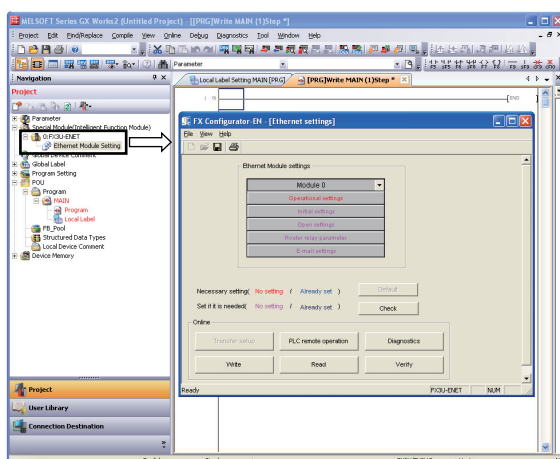 MELSOFT Series GX Works2 (Untitled Project) - [[PRG]Write MAIN (1)Step *]
Project Edit Find/Replace Compile View Online Debug Diagnostics Tool Window Help
Parameter
Navigation
Local Label Setting MAIN [PRG]
[PRG]Write MAIN (1)Step *
Project
Parameter
Special Module(Intelligent Function Module)
0:FX3U-ENET
Ethernet Module Setting
Global Device Comment
Global Label
Program Setting
POU
Program
MAIN
Program
Local Label
FB_Pool
Structured Data Types
Local Device Comment
Device Memory
[END
FX Configurator-EN - [Ethernet settings]
File View Help
Ethernet Module settings
Module 0
Operational settings
Initial settings
Open settings
Router relay parameter
E-mail settings
Necessary setting( No setting / Already set )
Default
Set if it is needed( No setting / Already set )
Check
Online
Transfer setup
PLC remote operation
Diagnostics
Write
Read
Verify
Ready
FX3U-ENET
NUM
Project
User Library
Connection Destination